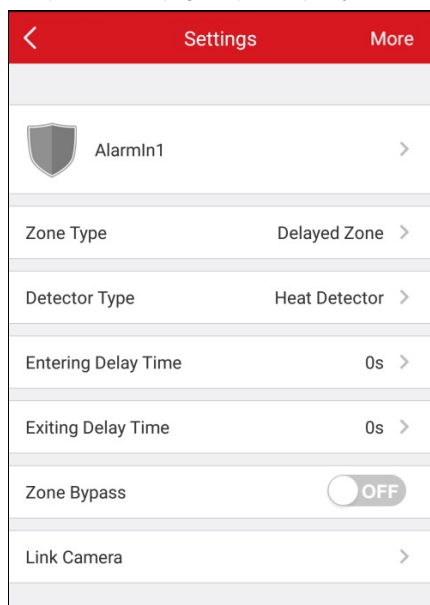 Settings More
AlarmIn1
Zone Type Delayed Zone
Detector Type Heat Detector
Entering Delay Time 0s
Exiting Delay Time 0s
Zone Bypass OFF
Link Camera